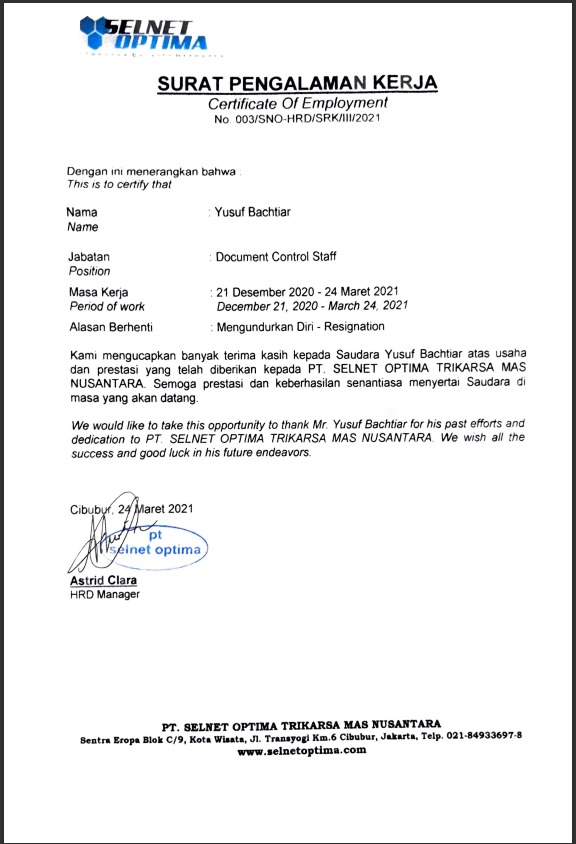 SELNET
OPTIMA
SURAT PENGALAMAN KERJA
Certificate Of Employment
No. 003/SNO-HRD/SRK/III/2021
Dengan ini menerangkan bahwa :
This is to certify that
Nama : Yusuf Bachtiar
Name
Jabatan : Document Control Staff
Position
Masa Kerja : 21 Desember 2020 - 24 Maret 2021
Period of work December 21, 2020 - March 24, 2021
Alasan Berhenti : Mengundurkan Diri - Resignation
Kami mengucapkan banyak terima kasih kepada Saudara Yusuf Bachtiar atas usaha
dan prestasi yang telah diberikan kepada PT. SELNET OPTIMA TRIKARSA MAS
NUSANTARA. Semoga prestasi dan keberhasilan senantiasa menyertai Saudara di
masa yang akan datang.
We would like to take this opportunity to thank Mr. Yusuf Bachtiar for his past efforts and
dedication to PT. SELNET OPTIMA TRIKARSA MAS NUSANTARA. We wish all the
success and good luck in his future endeavors.
Cibubur, 24 Maret 2021
pt
selnet optima
Astrid Clara
HRD Manager
PT. SELNET OPTIMA TRIKARSA MAS NUSANTARA
Sentra Eropa Blok C/9, Kota Wisata, Jl. Transyogi Km.6 Cibubur, Jakarta, Telp. 021-84933697-8
www.selnetoptima.com